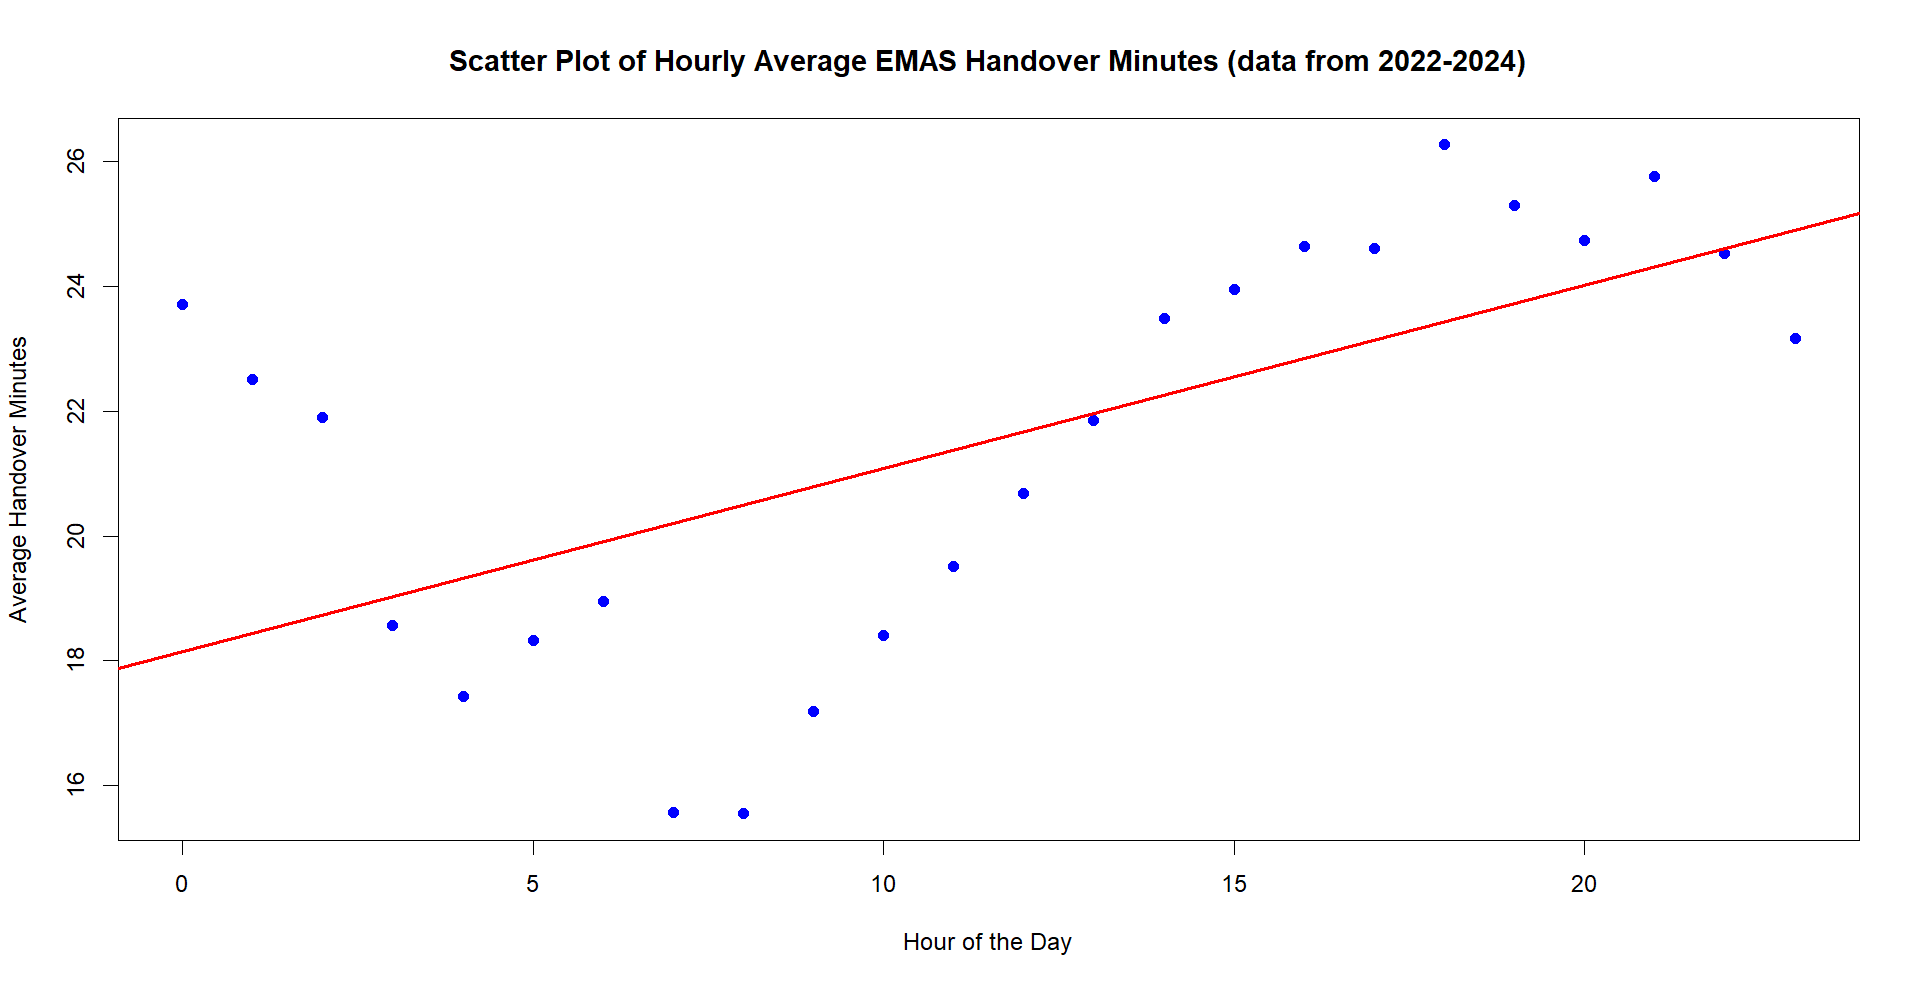 Scatter Plot of Hourly Average EMAS Handover Minutes (data from 2022-2024)
Average Handover Minutes
26
24
22
20
18
16
0 5 10 15 20
Hour of the Day